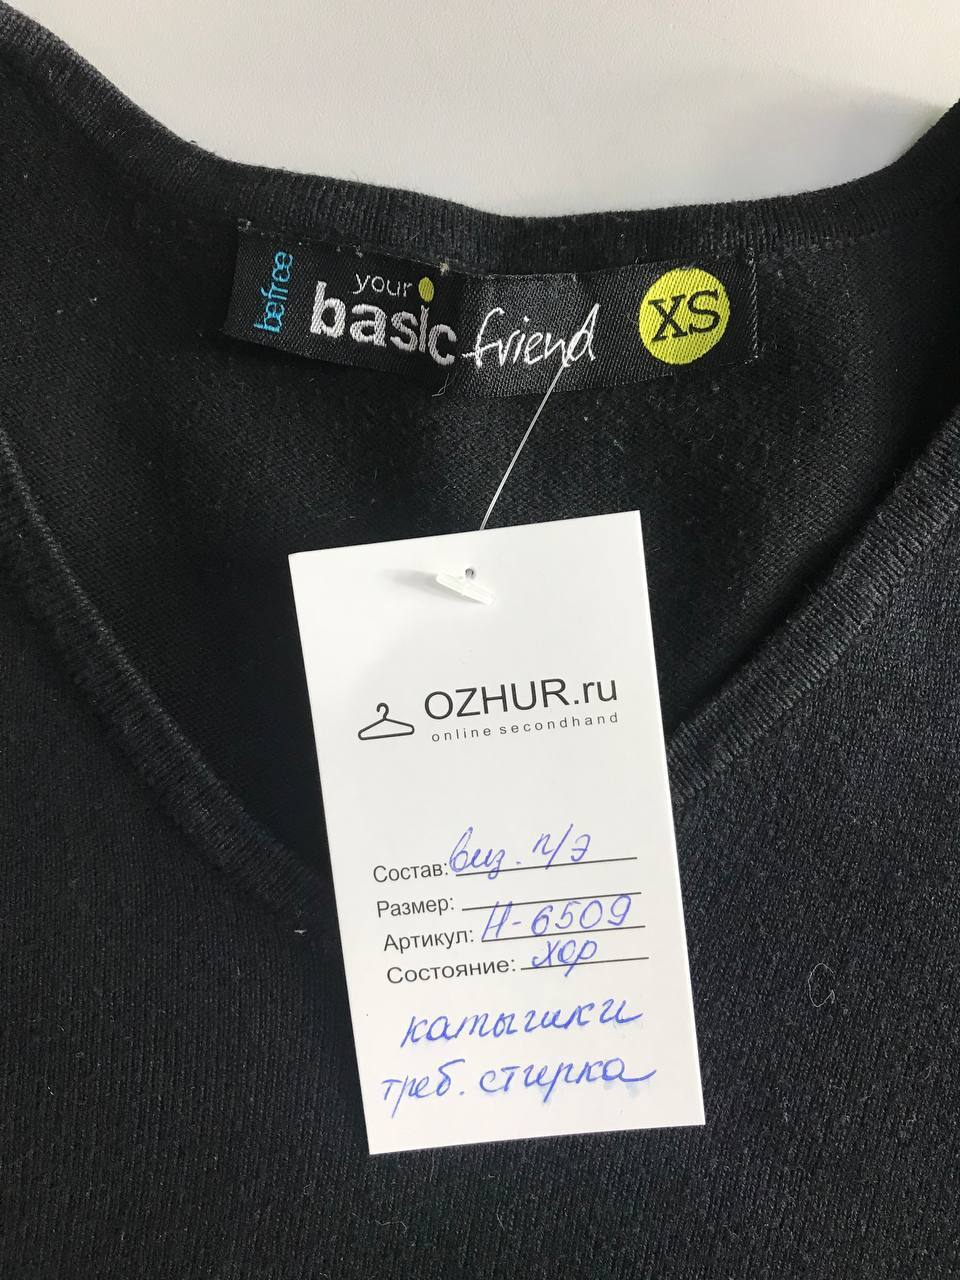 befree
your
basic friend
XS
OZHUR.ru
online secondhand
Состав: виз. п/э
Размер:
Артикул: Н-6509
Состояние: хор
катышки
треб. стирка